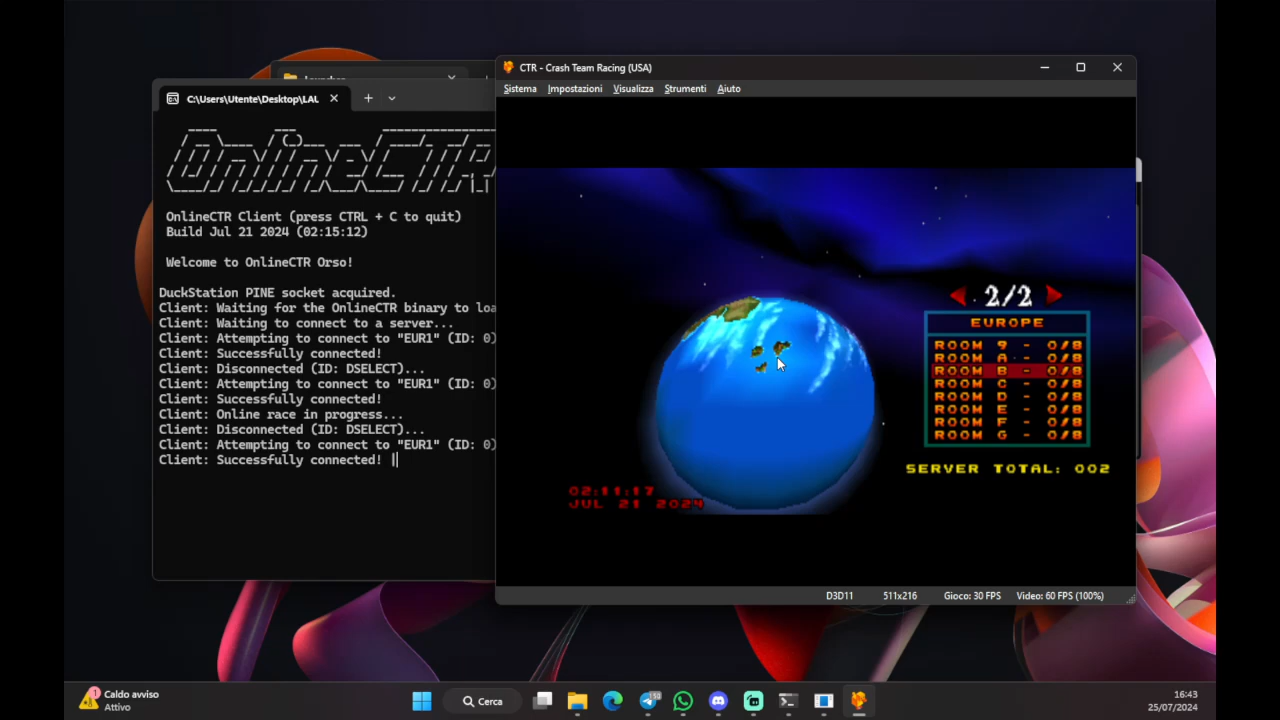 launcher
C:\Users\Utente\Desktop\LAU
OnlineCTR
OnlineCTR Client (press CTRL + C to quit)
Build Jul 21 2024 (02:15:12)
Welcome to OnlineCTR Orso!
DuckStation PINE socket acquired.
Client: Waiting for the OnlineCTR binary to loa
Client: Waiting to connect to a server...
Client: Attempting to connect to "EUR1" (ID: 0)
Client: Successfully connected!
Client: Disconnected (ID: DSELECT)...
Client: Attempting to connect to "EUR1" (ID: 0)
Client: Successfully connected!
Client: Online race in progress...
Client: Disconnected (ID: DSELECT)...
Client: Attempting to connect to "EUR1" (ID: 0)
Client: Successfully connected! |
CTR - Crash Team Racing (USA)
Sistema Impostazioni Visualizza Strumenti Aiuto
2/2
EUROPE
ROOM 9 - 0/8
ROOM A - 0/8
ROOM B - 0/8
ROOM C - 0/8
ROOM D - 0/8
ROOM E - 0/8
ROOM F - 0/8
ROOM G - 0/8
SERVER TOTAL: 002
02:11:17
JUL 21 2024
D3D11 511x216 Gioco: 30 FPS Video: 60 FPS (100%)
1
Caldo avviso
Attivo
Cerca
50
16:43
25/07/2024